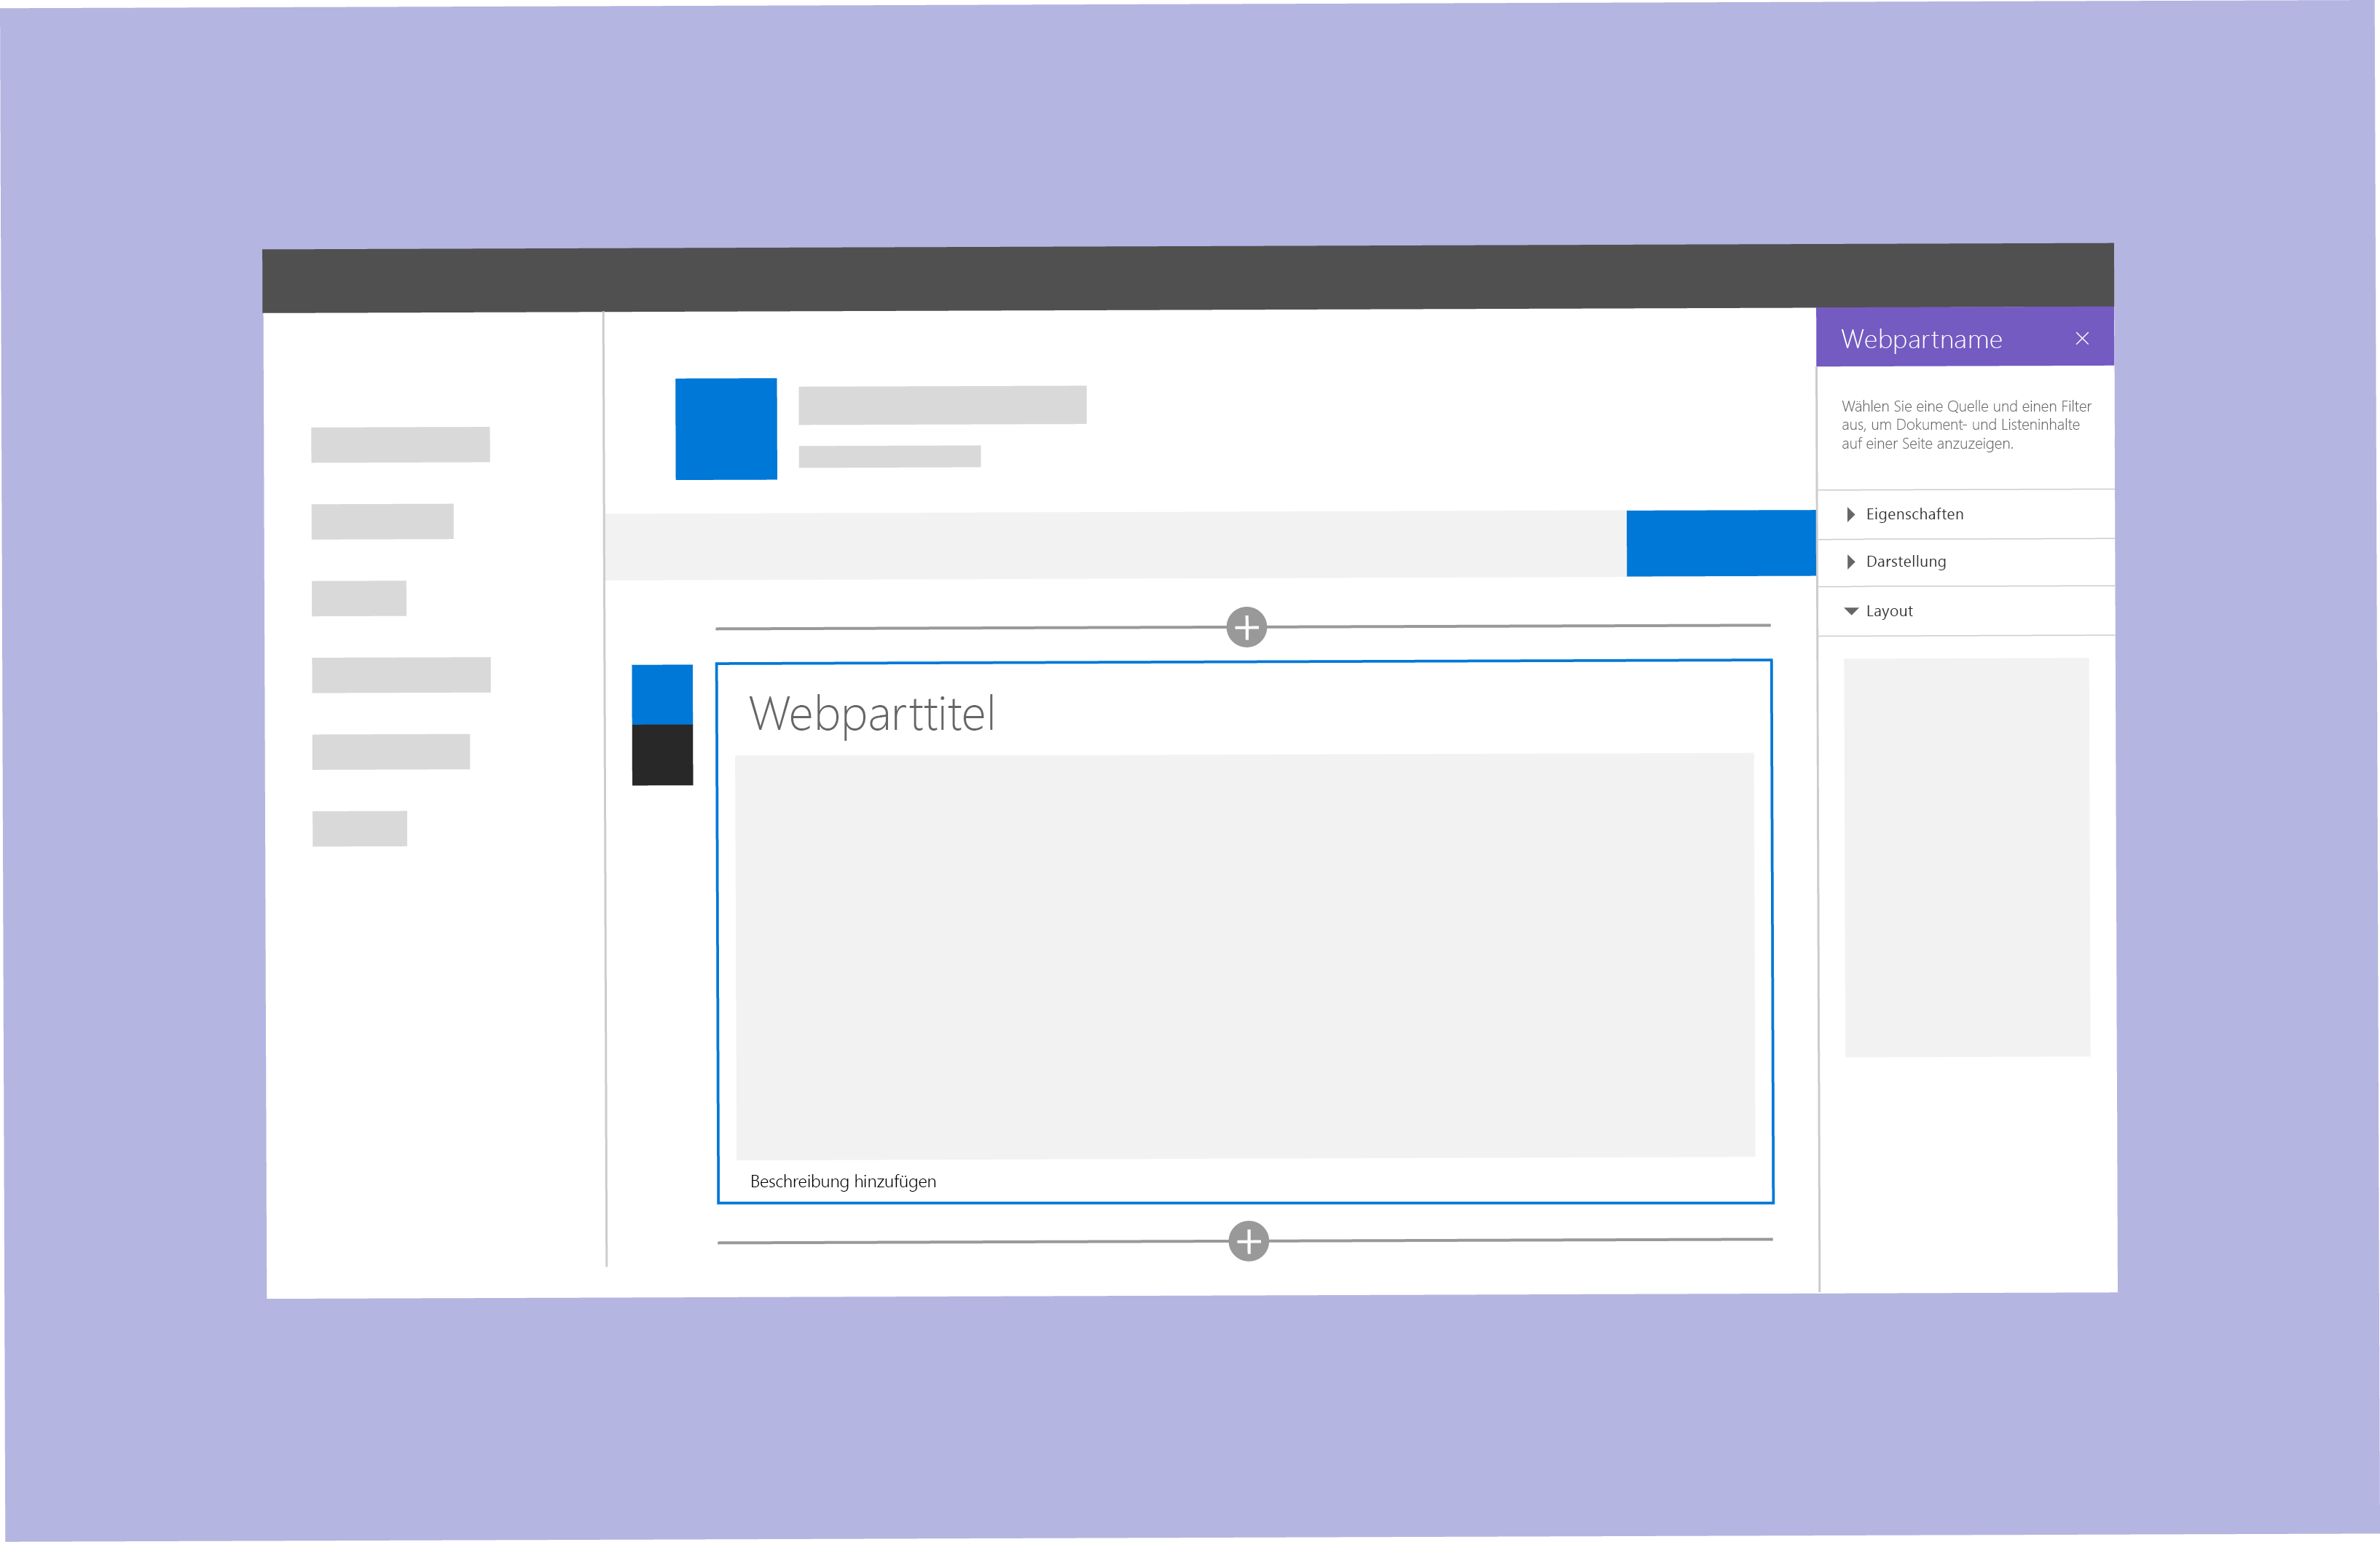 Webpartname
Wählen Sie eine Quelle und einen Filter
aus, um Dokument- und Listeninhalte
auf einer Seite anzuzeigen.
Eigenschaften
Darstellung
Layout
Webparttitel
Beschreibung hinzufügen